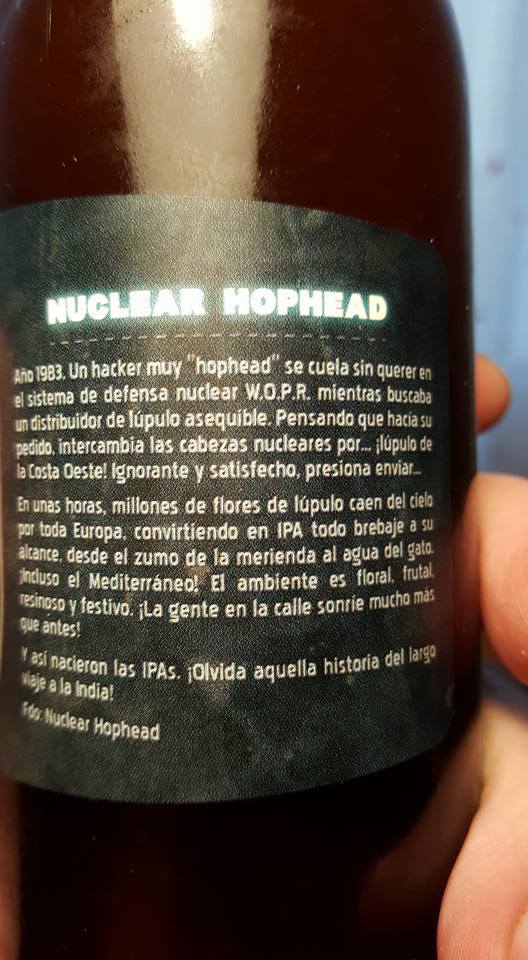 NUCLEAR HOPHEAD
Año 1983. Un hacker muy "hophead" se cuela sin querer en
el sistema de defensa nuclear W.O.P.R. mientras buscaba
un distribuidor de lúpulo asequible. Pensando que hacía su
pedido, intercambia las cabezas nucleares por... ¡lúpulo de
la Costa Oeste! Ignorante y satisfecho, presiona enviar...
En unas horas, millones de flores de lúpulo caen del cielo
por toda Europa, convirtiendo en IPA todo brebaje a su
alcance, desde el zumo de la merienda al agua del gato.
¡Incluso el Mediterráneo! El ambiente es floral, frutal,
resinoso y festivo. ¡La gente en la calle sonríe mucho más
que antes!
Y así nacieron las IPAs. ¡Olvida aquella historia del largo
viaje a la India!
Fdo: Nuclear Hophead